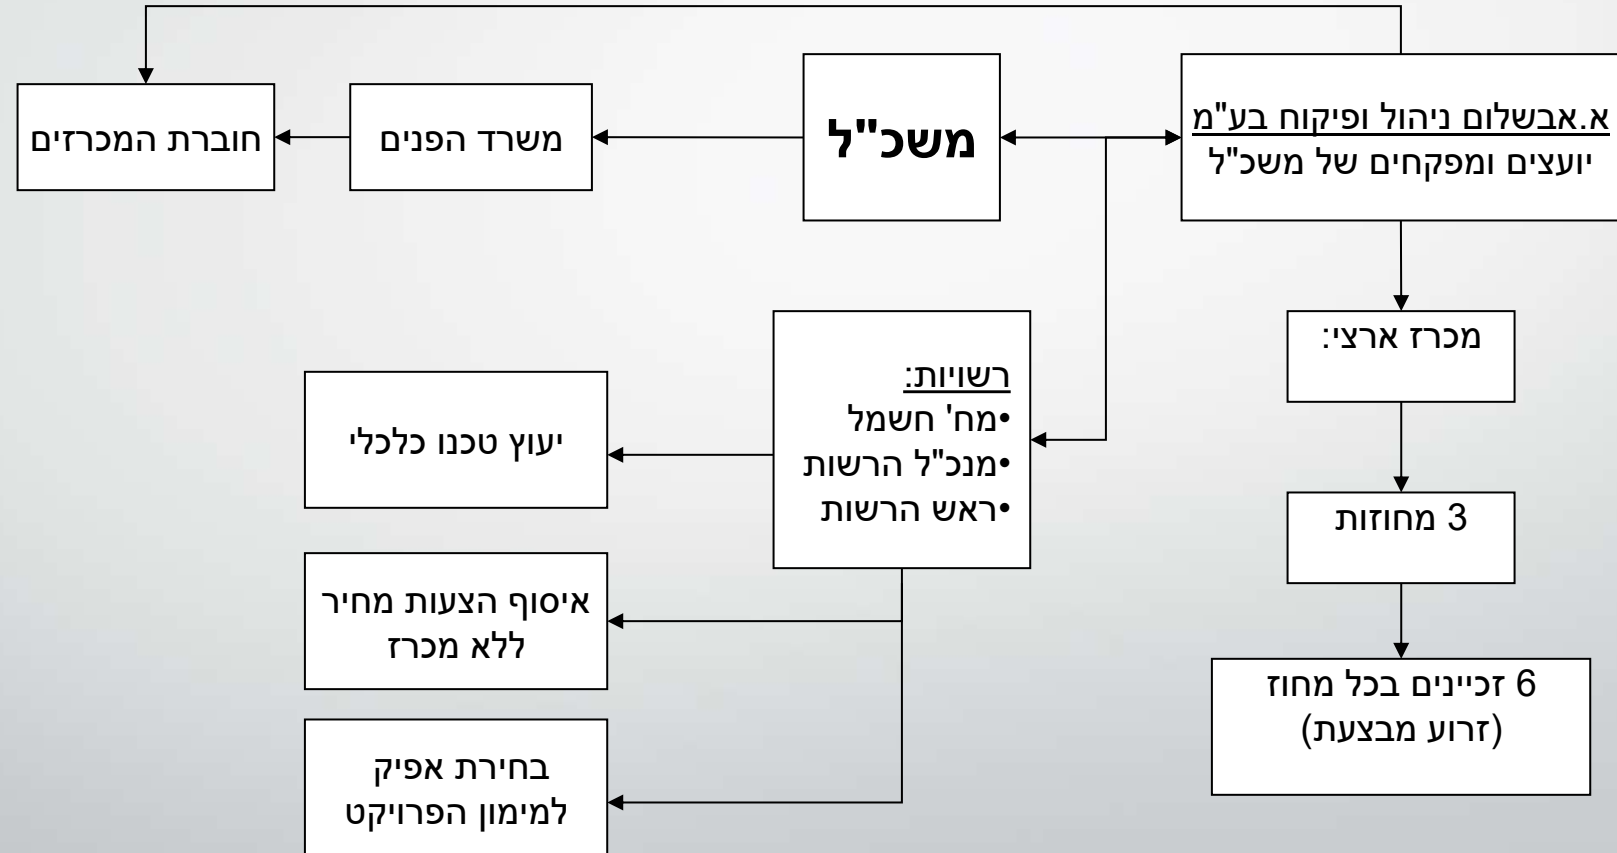 א.אבשלום ניהול ופיקוח בע"מ
יועצים ומפקחים של משכ"ל
משכ"ל
משרד הפנים
חוברת המכרזים
מכרז ארצי:
3 מחוזות
6 זכיינים בכל מחוז
(זרוע מבצעת)
רשויות:
•מח' חשמל
•מנכ"ל הרשות
•ראש הרשות
יעוץ טכנו כלכלי
איסוף הצעות מחיר
ללא מכרז
בחירת אפיק
למימון הפרויקט